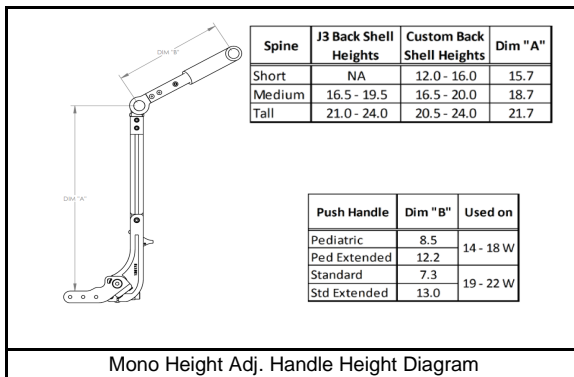 DIM "B"
DIM "A"
Spine J3 Back Shell Heights Custom Back Shell Heights Dim "A"
Short NA 12.0 - 16.0 15.7
Medium 16.5 - 19.5 16.5 - 20.0 18.7
Tall 21.0 - 24.0 20.5 - 24.0 21.7
Push Handle Dim "B" Used on
Pediatric 8.5 14 - 18 W
Ped Extended 12.2
Standard 7.3 19 - 22 W
Std Extended 13.0
Mono Height Adj. Handle Height Diagram